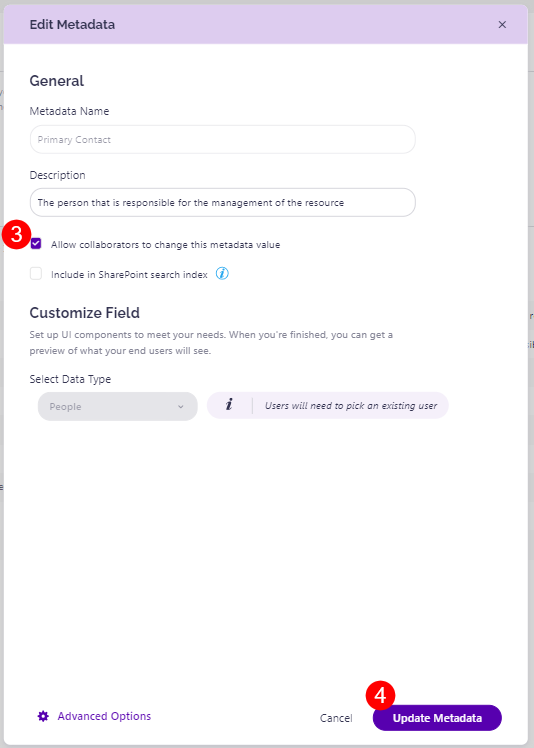 Edit Metadata
×
General
Metadata Name
Primary Contact
Description
The person that is responsible for the management of the resource
3
Allow collaborators to change this metadata value
Include in SharePoint search index i
Customize Field
Set up UI components to meet your needs. When you're finished, you can get a
preview of what your end users will see.
Select Data Type
People
i Users will need to pick an existing user
4
Advanced Options
Cancel
Update Metadata